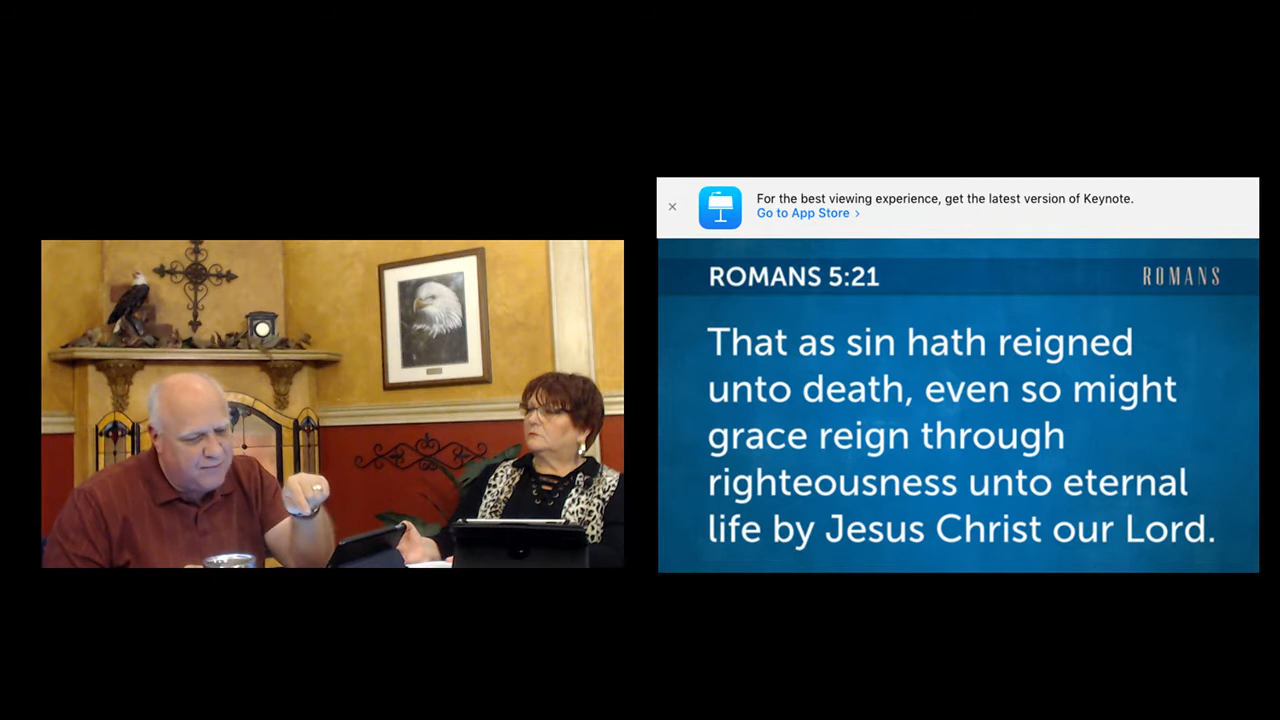 For the best viewing experience, get the latest version of Keynote.
Go to App Store >
ROMANS 5:21
ROMANS
That as sin hath reigned
unto death, even so might
grace reign through
righteousness unto eternal
life by Jesus Christ our Lord.